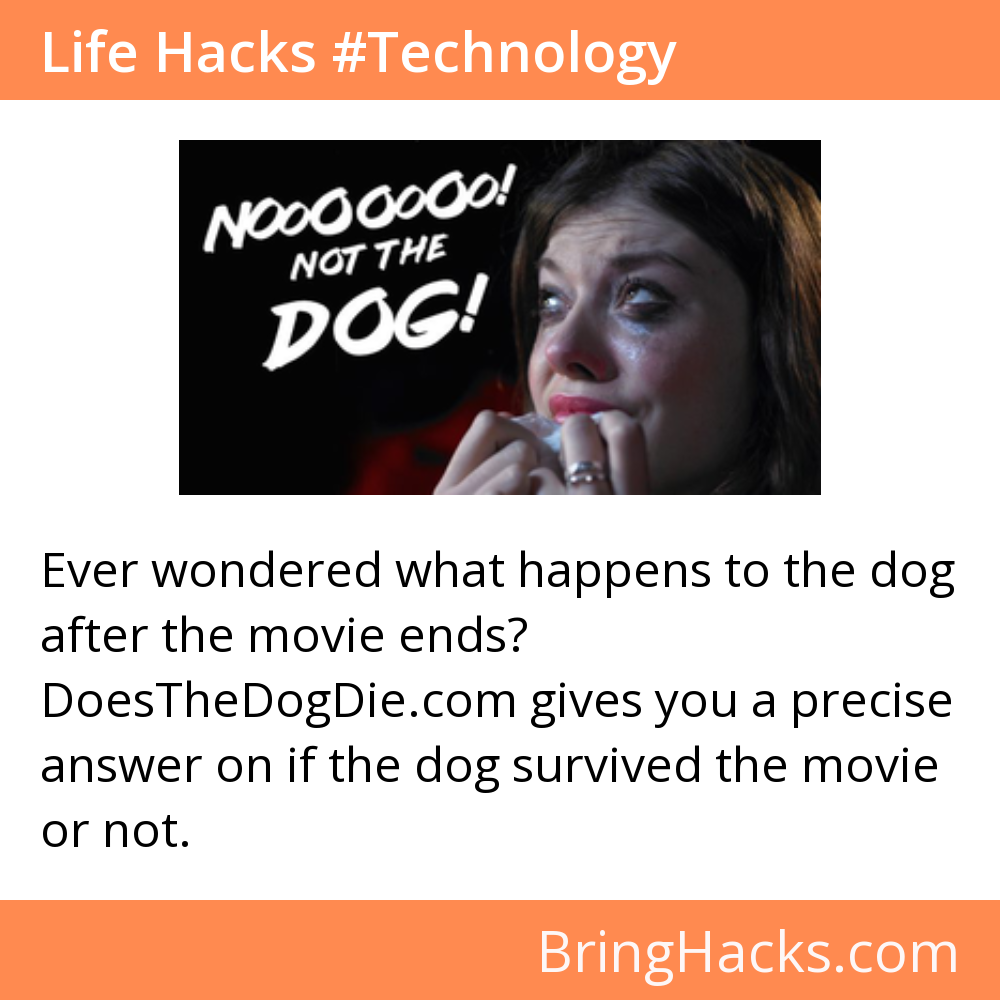 Life Hacks #Technology
NOoOOoOOo!
NOT THE
DOG!
Ever wondered what happens to the dog
after the movie ends?
DoesTheDogDie.com gives you a precise
answer on if the dog survived the movie
or not.
BringHacks.com